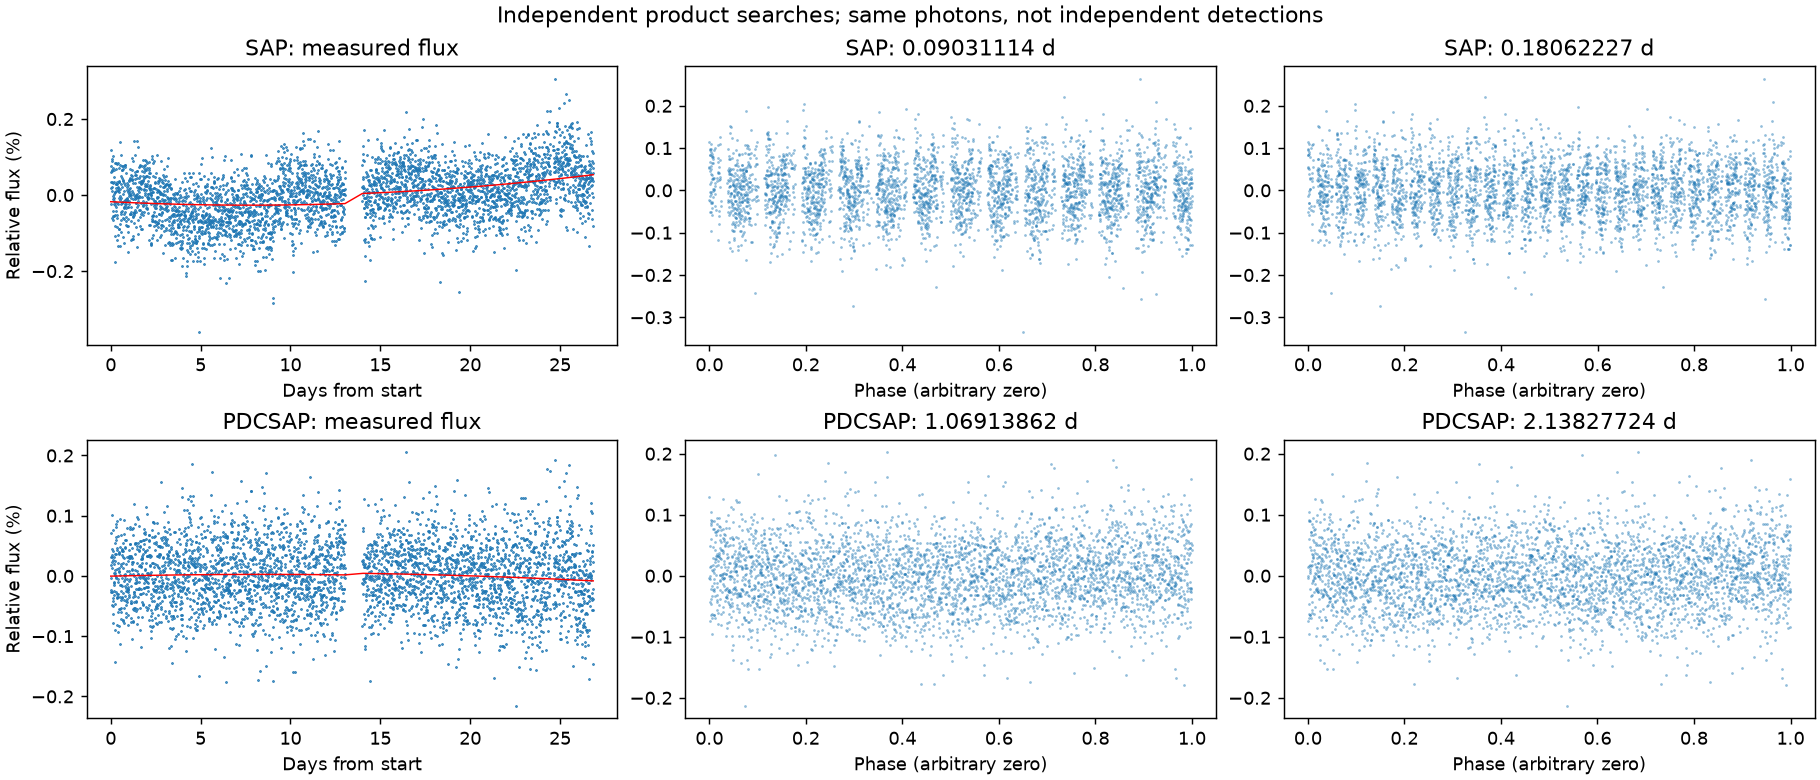 Independent product searches; same photons, not independent detections
SAP: measured flux
SAP: 0.09031114 d
SAP: 0.18062227 d
Relative flux (%)
0.2
0.0
−0.2
0.2
0.1
0.0
−0.1
−0.2
−0.3
0.2
0.1
0.0
−0.1
−0.2
−0.3
0 5 10 15 20 25
0.0 0.2 0.4 0.6 0.8 1.0
0.0 0.2 0.4 0.6 0.8 1.0
Days from start
Phase (arbitrary zero)
Phase (arbitrary zero)
PDCSAP: measured flux
PDCSAP: 1.06913862 d
PDCSAP: 2.13827724 d
Relative flux (%)
0.2
0.1
0.0
−0.1
−0.2
0.2
0.1
0.0
−0.1
−0.2
0.2
0.1
0.0
−0.1
−0.2
0 5 10 15 20 25
0.0 0.2 0.4 0.6 0.8 1.0
0.0 0.2 0.4 0.6 0.8 1.0
Days from start
Phase (arbitrary zero)
Phase (arbitrary zero)